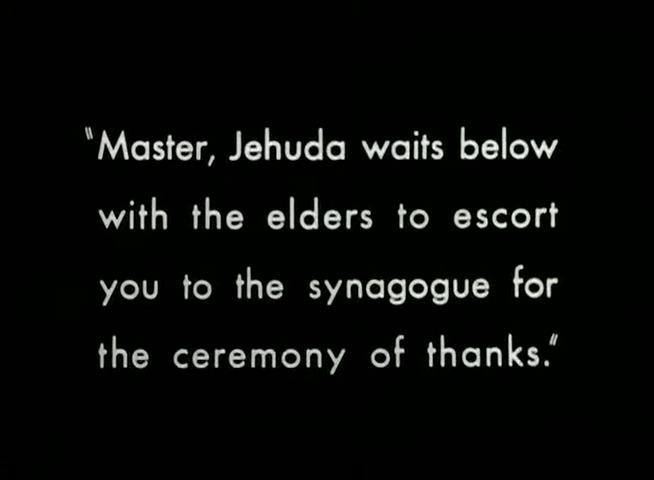 "Master, Jehuda waits below
with the elders to escort
you to the synagogue for
the ceremony of thanks."